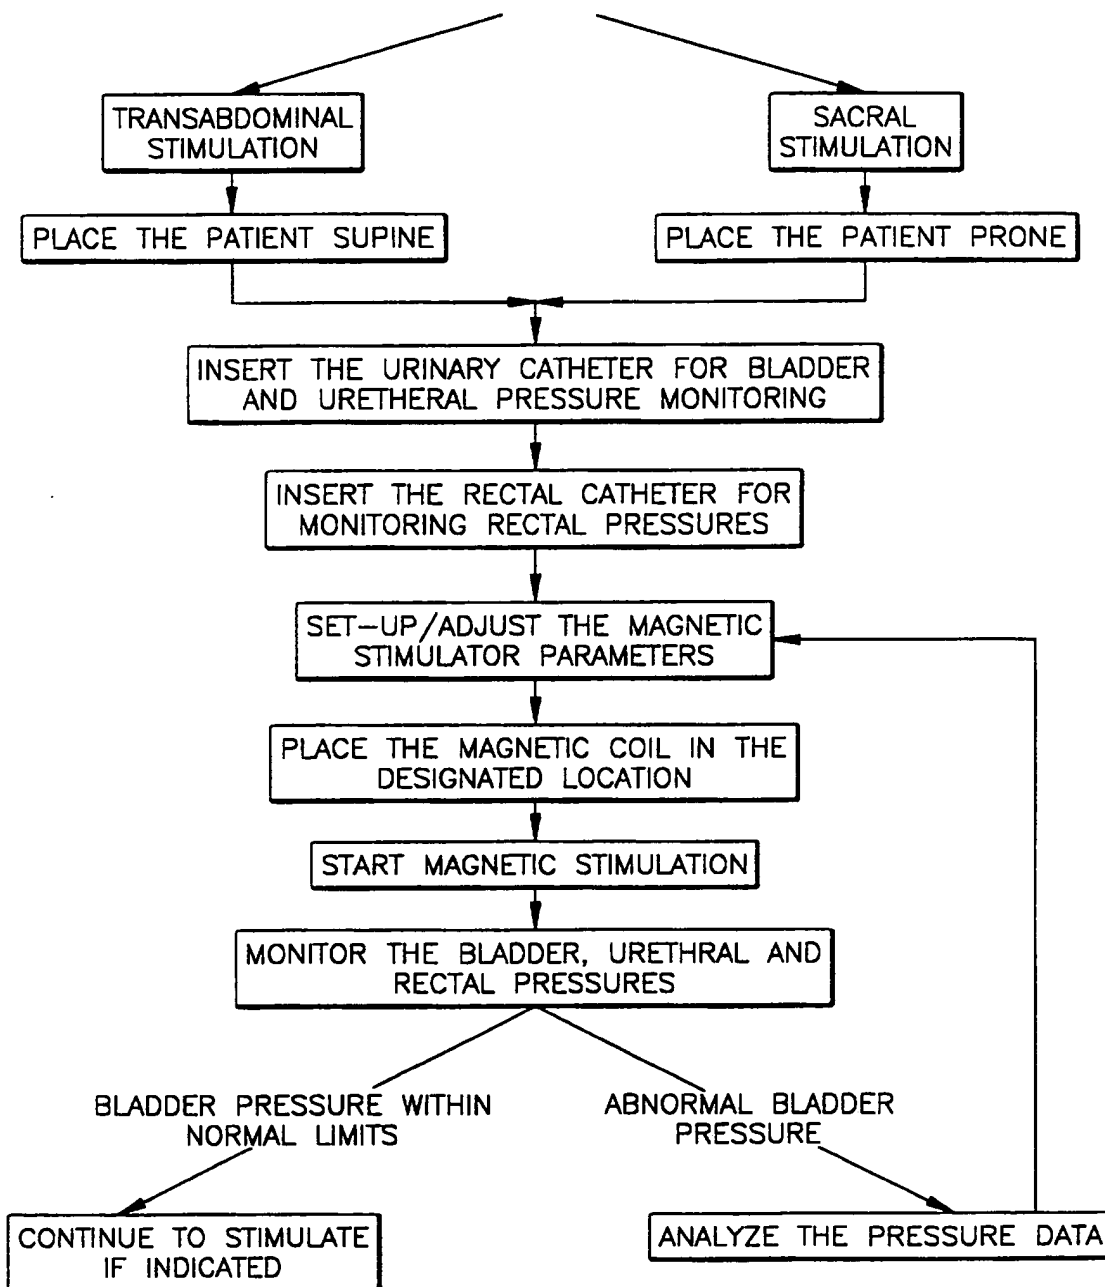 TRANSABDOMINAL
STIMULATION
SACRAL
STIMULATION
PLACE THE PATIENT SUPINE
PLACE THE PATIENT PRONE
INSERT THE URINARY CATHETER FOR BLADDER
AND URETHERAL PRESSURE MONITORING
INSERT THE RECTAL CATHETER FOR
MONITORING RECTAL PRESSURES
SET-UP/ADJUST THE MAGNETIC
STIMULATOR PARAMETERS
PLACE THE MAGNETIC COIL IN THE
DESIGNATED LOCATION
START MAGNETIC STIMULATION
MONITOR THE BLADDER, URETHRAL AND
RECTAL PRESSURES
BLADDER PRESSURE WITHIN
NORMAL LIMITS
ABNORMAL BLADDER
PRESSURE
CONTINUE TO STIMULATE
IF INDICATED
ANALYZE THE PRESSURE DATA